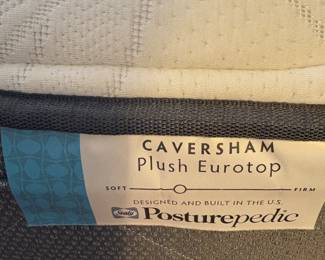 CAVERSHAM
Plush Eurotop
SOFT FIRM
DESIGNED AND BUILT IN THE U.S.
Sealy Posturepedic